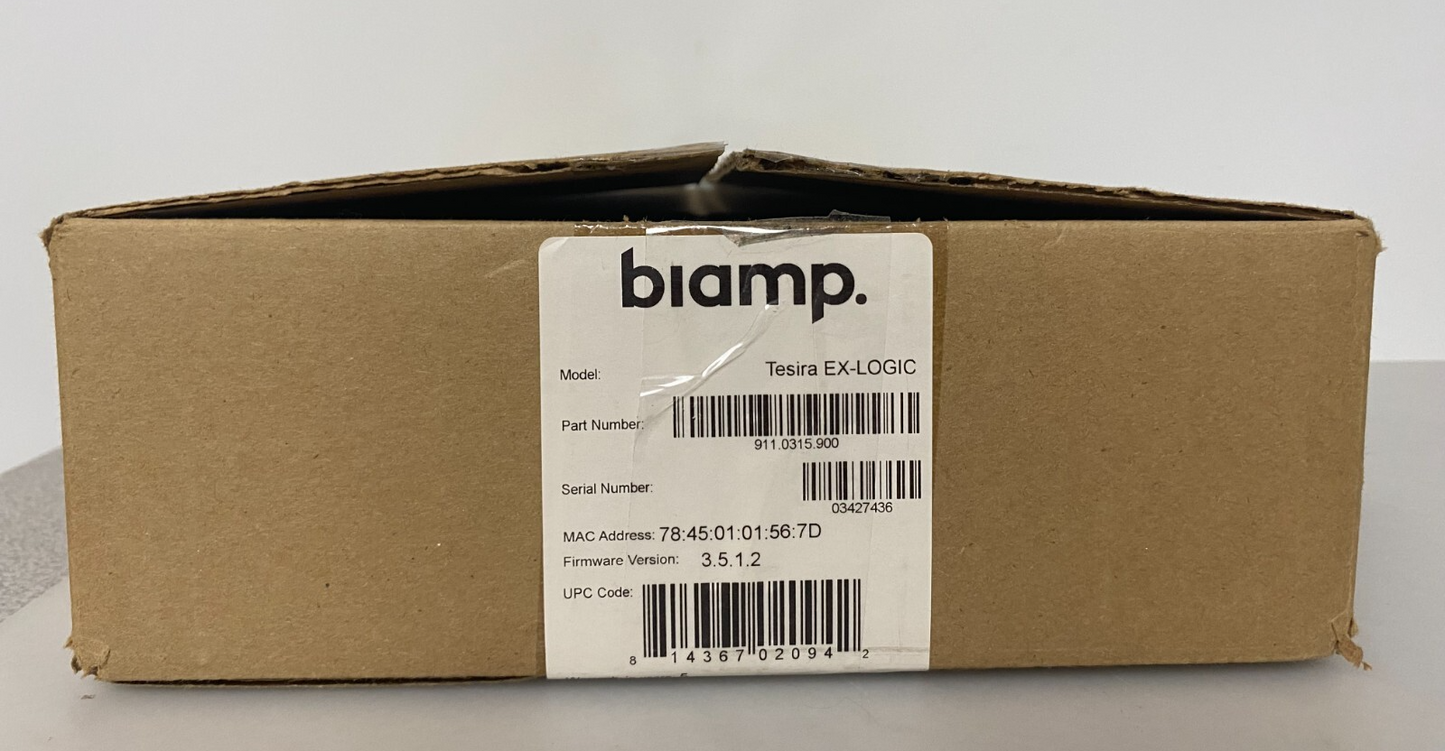 biamp.
Model: Tesira EX-LOGIC
Part Number:
911.0315.900
Serial Number:
03427436
MAC Address: 78:45:01:01:56:7D
Firmware Version: 3.5.1.2
UPC Code:
8 14367 02094 2